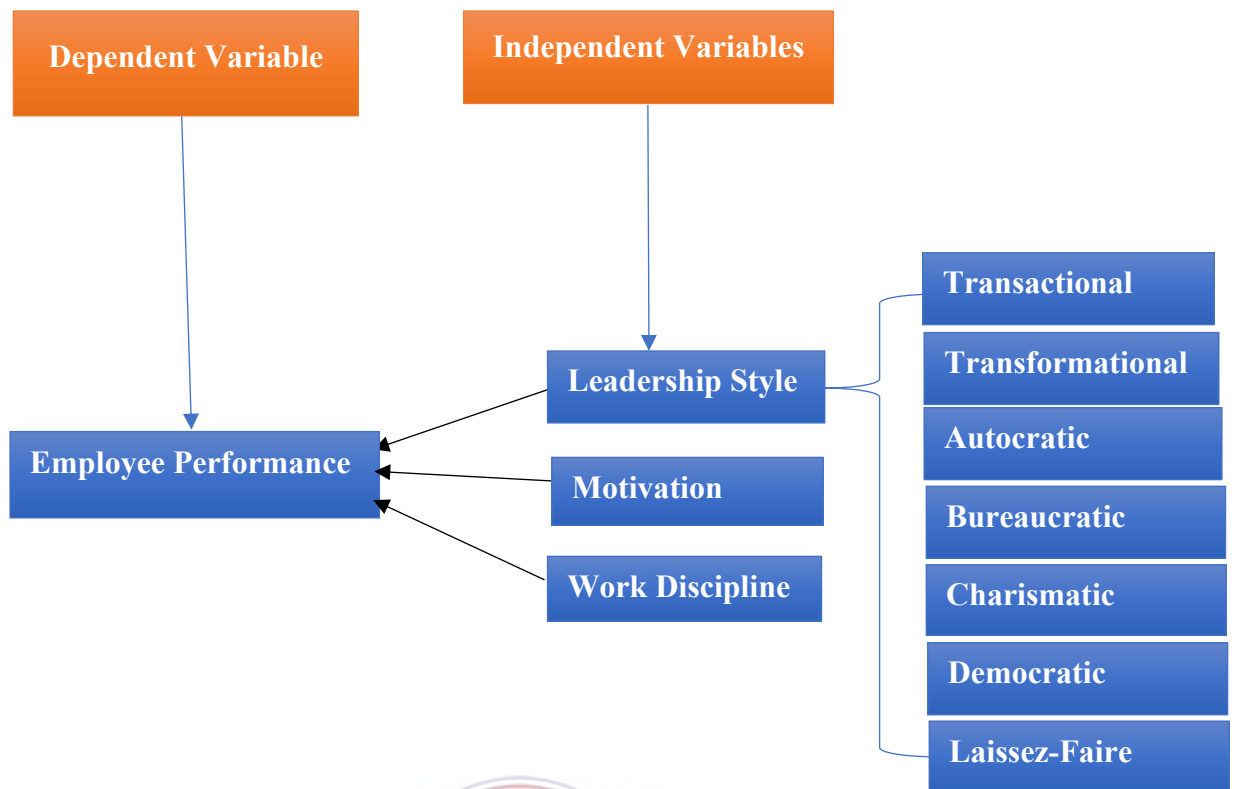 Dependent Variable
Independent Variables
Transactional
Transformational
Leadership Style
Autocratic
Employee Performance
Motivation
Bureaucratic
Work Discipline
Charismatic
Democratic
Laissez-Faire